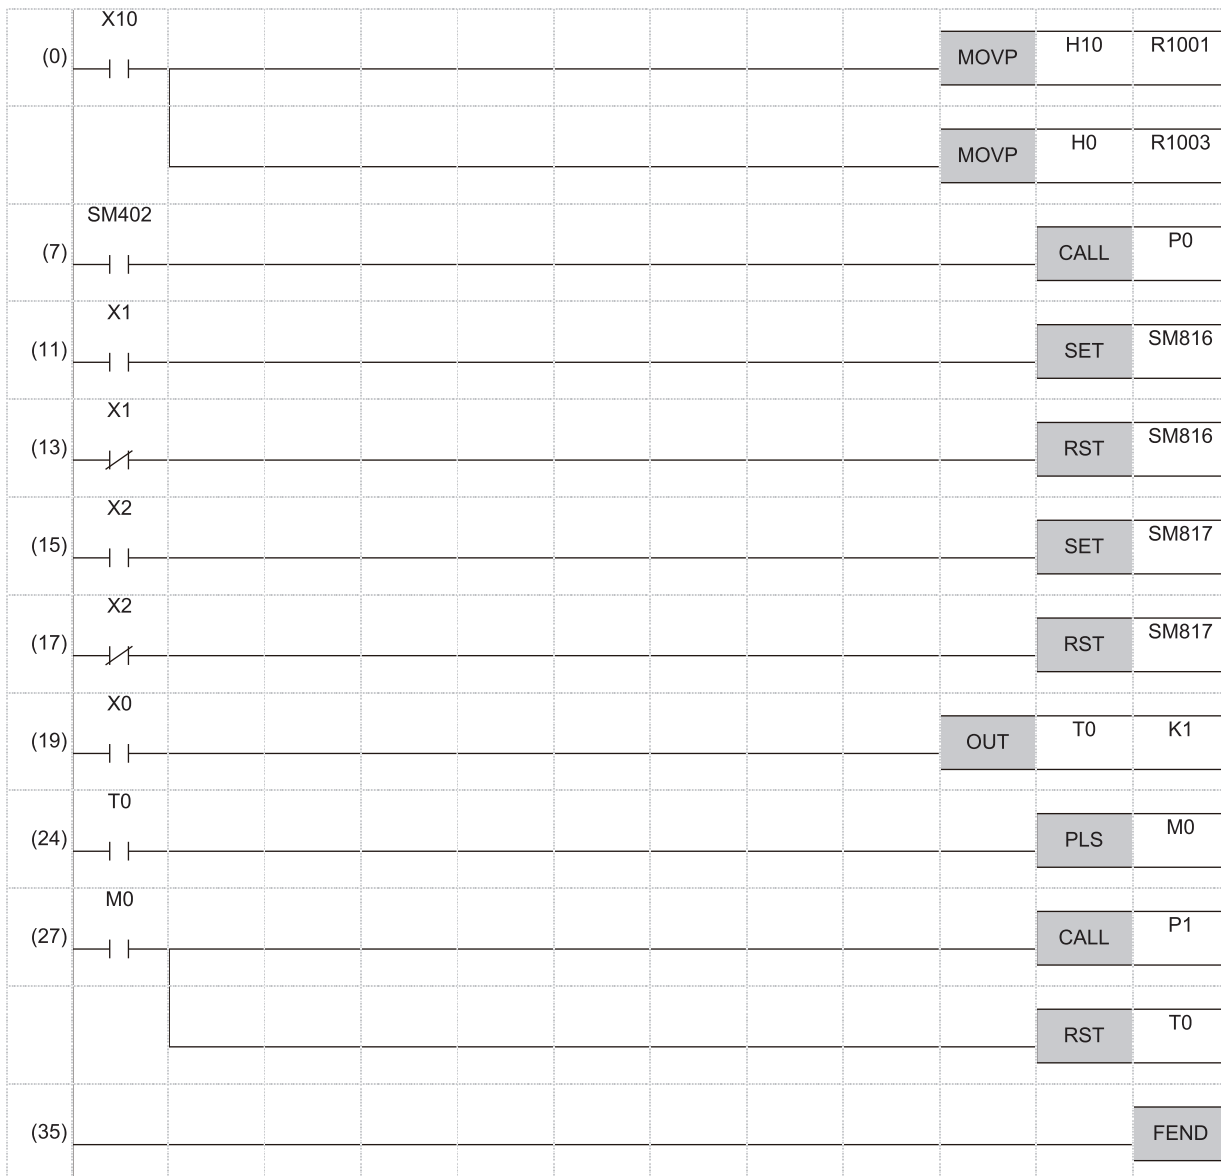 X10
(0) MOVP H10 R1001
MOVP H0 R1003
SM402
(7) CALL P0
X1
(11) SET SM816
X1
(13) RST SM816
X2
(15) SET SM817
X2
(17) RST SM817
X0
(19) OUT T0 K1
T0
(24) PLS M0
M0
(27) CALL P1
RST T0
(35) FEND